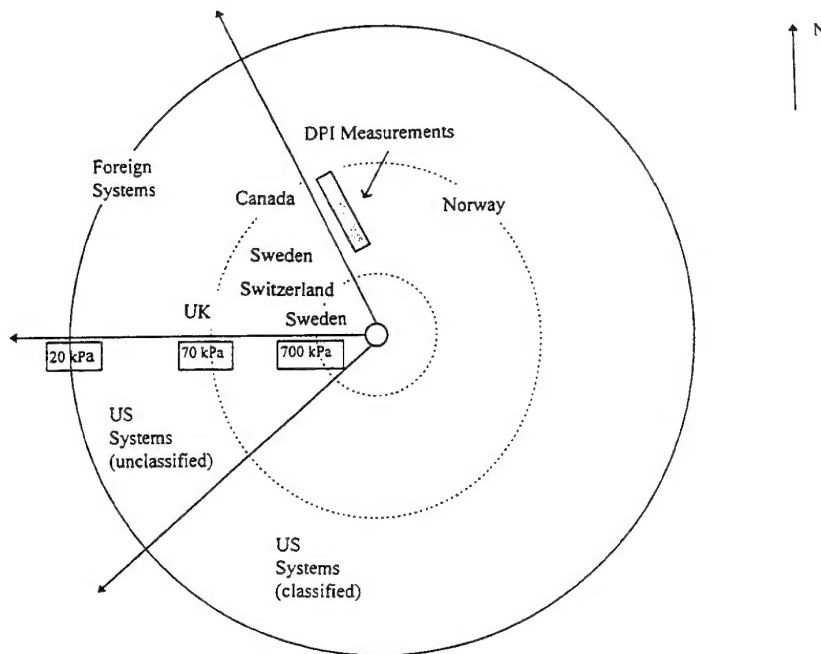 N
DPI Measurements
Foreign
Systems
Canada
Norway
Sweden
Switzerland
UK
Sweden
20 kPa
70 kPa
700 kPa
US
Systems
(unclassified)
US
Systems
(classified)